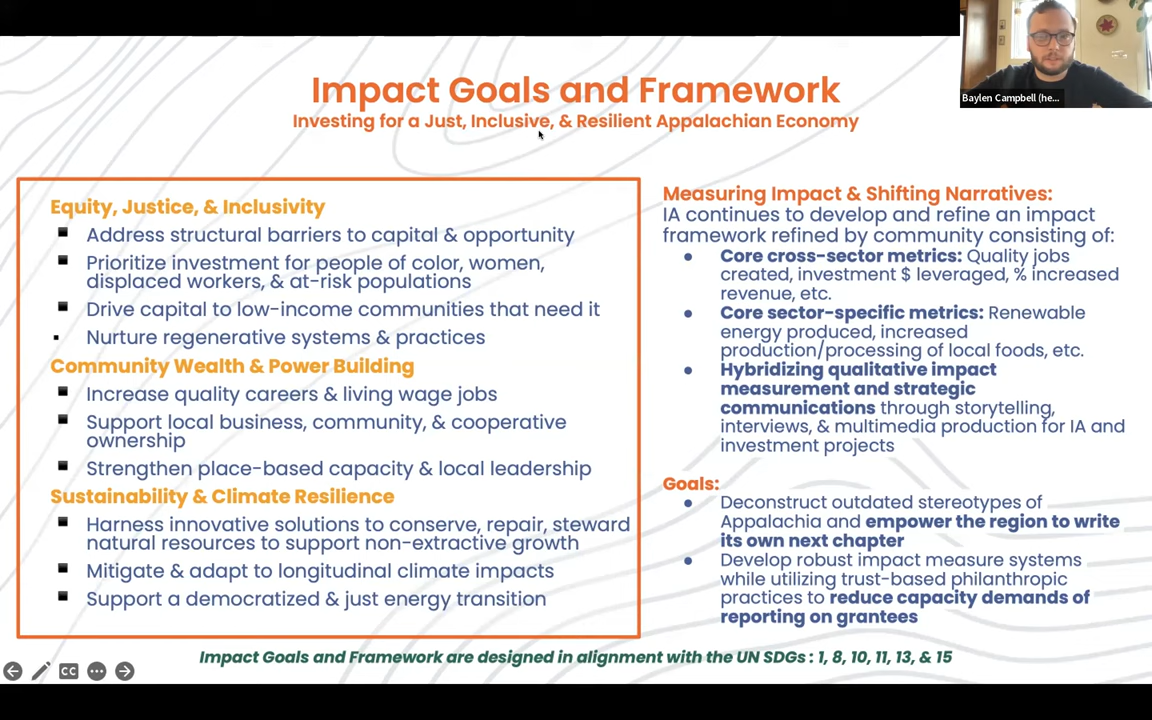 Impact Goals and Framework
Investing for a Just, Inclusive, & Resilient Appalachian Economy
Baylen Campbell (he...
Equity, Justice, & Inclusivity
Address structural barriers to capital & opportunity
Prioritize investment for people of color, women,
displaced workers, & at-risk populations
Drive capital to low-income communities that need it
Nurture regenerative systems & practices
Community Wealth & Power Building
Increase quality careers & living wage jobs
Support local business, community, & cooperative
ownership
Strengthen place-based capacity & local leadership
Sustainability & Climate Resilience
Harness innovative solutions to conserve, repair, steward
natural resources to support non-extractive growth
Mitigate & adapt to longitudinal climate impacts
Support a democratized & just energy transition
Measuring Impact & Shifting Narratives:
IA continues to develop and refine an impact
framework refined by community consisting of:
Core cross-sector metrics: Quality jobs
created, investment $ leveraged, % increased
revenue, etc.
Core sector-specific metrics: Renewable
energy produced, increased
production/processing of local foods, etc.
Hybridizing qualitative impact
measurement and strategic
communications through storytelling,
interviews, & multimedia production for IA and
investment projects
Goals:
Deconstruct outdated stereotypes of
Appalachia and empower the region to write
its own next chapter
Develop robust impact measure systems
while utilizing trust-based philanthropic
practices to reduce capacity demands of
reporting on grantees
CC
Impact Goals and Framework are designed in alignment with the UN SDGs : 1, 8, 10, 11, 13, & 15